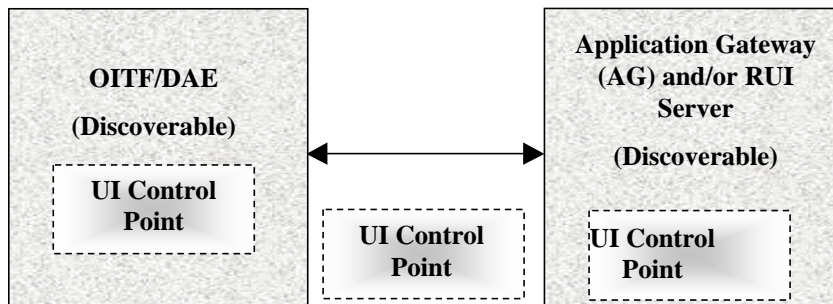 OITF/DAE
(Discoverable)
UI Control
Point
UI Control
Point
Application Gateway
(AG) and/or RUI
Server
(Discoverable)
UI Control
Point